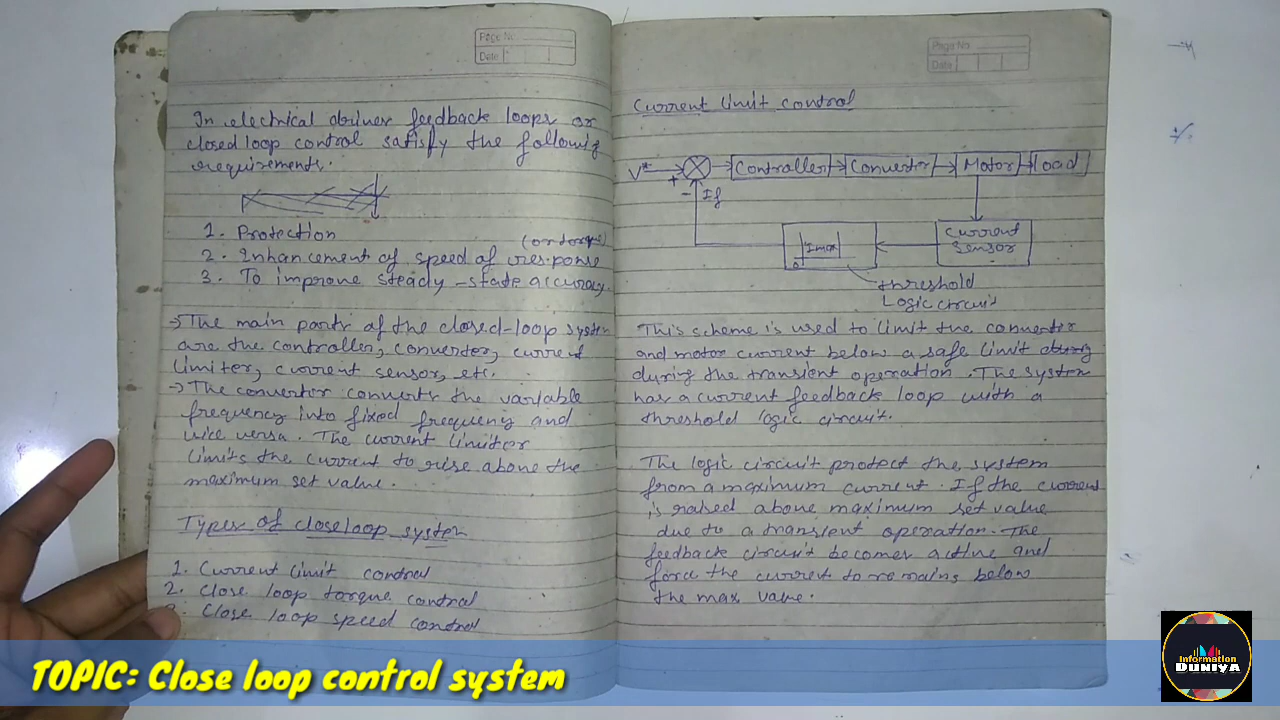 Page No.
Date
In electrical driver feedback loops or
closed loop control satisfy the following
requirements.
1. Protection
(or torque)
2. Enhancement of speed of response
3. To improve steady-state accuracy.
→ The main parts of the closed-loop system
are the controller, converter, current
limiter, current sensor, etc.
→ The convertor converts the variable
frequency into fixed frequency and
vice versa. The current limiter
limits the current to rise above the
maximum set value.
Types of closeloop system
1. Current limit control
2. Close loop torque control
3. Close loop speed control
Page No.
Date
Current limit control
V* + Controller Convertor Motor Load
- If
Imax
Current
Sensor
threshold
Logic circuit
This scheme is used to limit the converter
and motor current below a safe limit during
during the transient operation. The system
has a current feedback loop with a
threshold logic circuit.
The logic circuit protect the system
from a maximum current. If the current
is raised above maximum set value
due to a transient operation. The
feedback circuit becomes active and
force the current to remains below
the max value.
TOPIC: Close loop control system
Information
DUNIYA